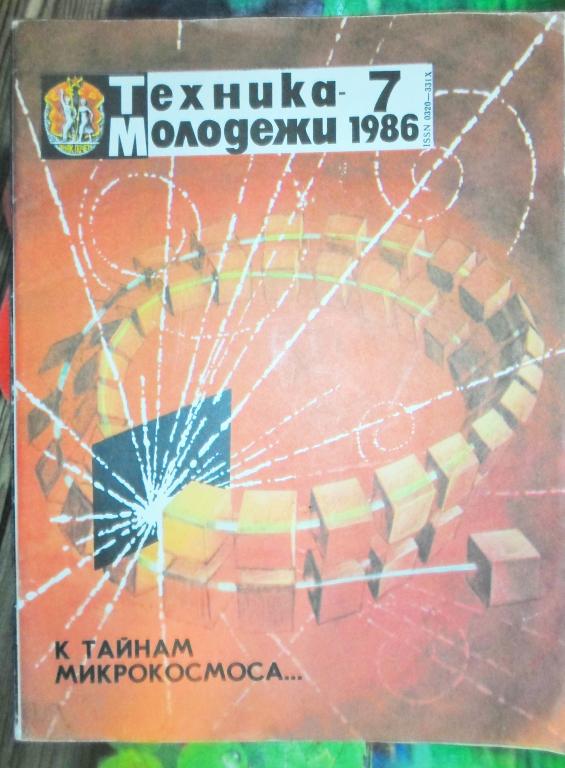 Техника- 7
Молодежи 1986
ISSN 0320—331X
К ТАЙНАМ
МИКРОКОСМОСА...